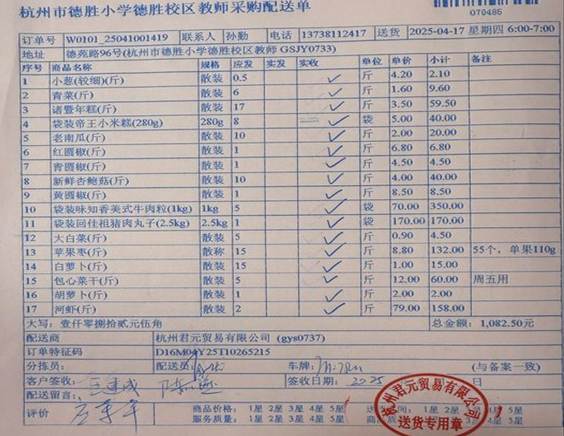 杭州市德胜小学德胜校区教师采购配送单
070485
订单号 W0101_25041001419 联系人 孙勤 电话 13738112417 送货 2025-04-17 星期四 6:00-7:00
地址 德苑路96号(杭州市德胜小学德胜校区教师 GSJY0733)
序号 商品名称 规格 应发 实发 实收 单位 单价 小计 备注
1 小葱(较细)(斤) 散装 0.5 ✓ 斤 4.20 2.10
2 青菜(斤) 散装 6 ✓ 斤 1.60 9.60
3 诸暨年糕(斤) 散装 17 ✓ 斤 3.50 59.50
4 袋装帝王小米糕(280g) 280g 8 ✓ 袋 5.00 40.00
5 老南瓜(斤) 散装 10 ✓ 斤 2.00 20.00
6 红圆椒(斤) 散装 1 ✓ 斤 6.80 6.80
7 青圆椒(斤) 散装 1 ✓ 斤 4.50 4.50
8 新鲜杏鲍菇(斤) 散装 10 ✓ 斤 4.00 40.00
9 黄圆椒(斤) 散装 1 ✓ 斤 8.50 8.50
10 袋装味知香美式牛肉粒(1kg) 1kg 5 ✓ 袋 70.00 350.00
11 袋装回佳祖猪肉丸子(2.5kg) 2.5kg 1 ✓ 袋 170.00 170.00
12 大白菜(斤) 散装 5 ✓ 斤 0.90 4.50
13 苹果枣(斤) 散称 15 ✓ 斤 8.80 132.00 55个，单果110g
14 白萝卜(斤) 散装 15 ✓ 斤 1.00 15.00
15 包心菜干(斤) 散装 5 ✓ 斤 12.00 60.00 周五用
16 胡萝卜(斤) 散装 1 ✓ 斤 2.00 2.00
17 河虾(斤) 散装 2 ✓ 斤 79.00 158.00
大写：壹仟零捌拾贰元伍角 总金额： 1,082.50元
配送商 杭州君元贸易有限公司 (gys0737)
订单特征码 D16M04Y25T10265215
分拣员： 配送员： 车牌： (与备案一致)
客户签收： 签收日期： 2025 日
配送留言：
评价 商品价格： 1星 2星 3星 4星 5星
服务质量： 1星 2星 3星 4星 5星 1星 2星 3星 4星 5星
杭州君元贸易有限公司
送货专用章